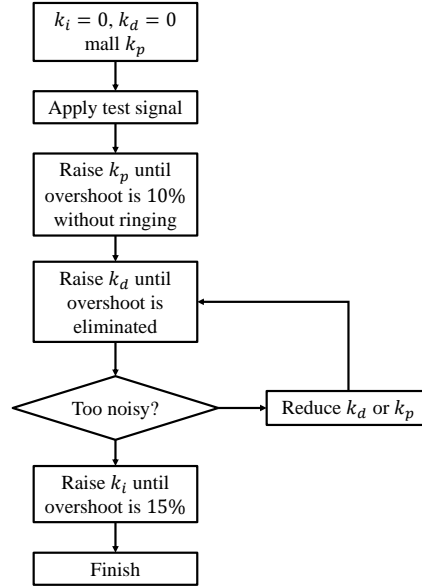 k_i = 0, k_d = 0
mall k_p
Apply test signal
Raise k_p until
overshoot is 10%
without ringing
Raise k_d until
overshoot is
eliminated
Too noisy?
Reduce k_d or k_p
Raise k_i until
overshoot is 15%
Finish